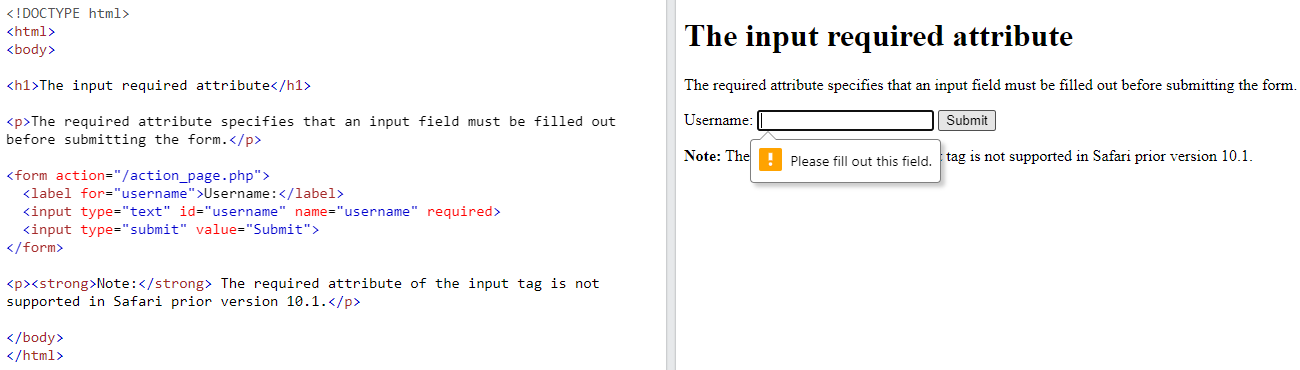 <!DOCTYPE html>
<html>
<body>
<h1>The input required attribute</h1>
<p>The required attribute specifies that an input field must be filled out
before submitting the form.</p>
<form action="/action_page.php">
<label for="username">Username:</label>
<input type="text" id="username" name="username" required>
<input type="submit" value="Submit">
</form>
<p><strong>Note:</strong> The required attribute of the input tag is not
supported in Safari prior version 10.1.</p>
</body>
</html>
The input required attribute
The required attribute specifies that an input field must be filled out before submitting the form.
Username: Submit
Note: The tag is not supported in Safari prior version 10.1.
! Please fill out this field.